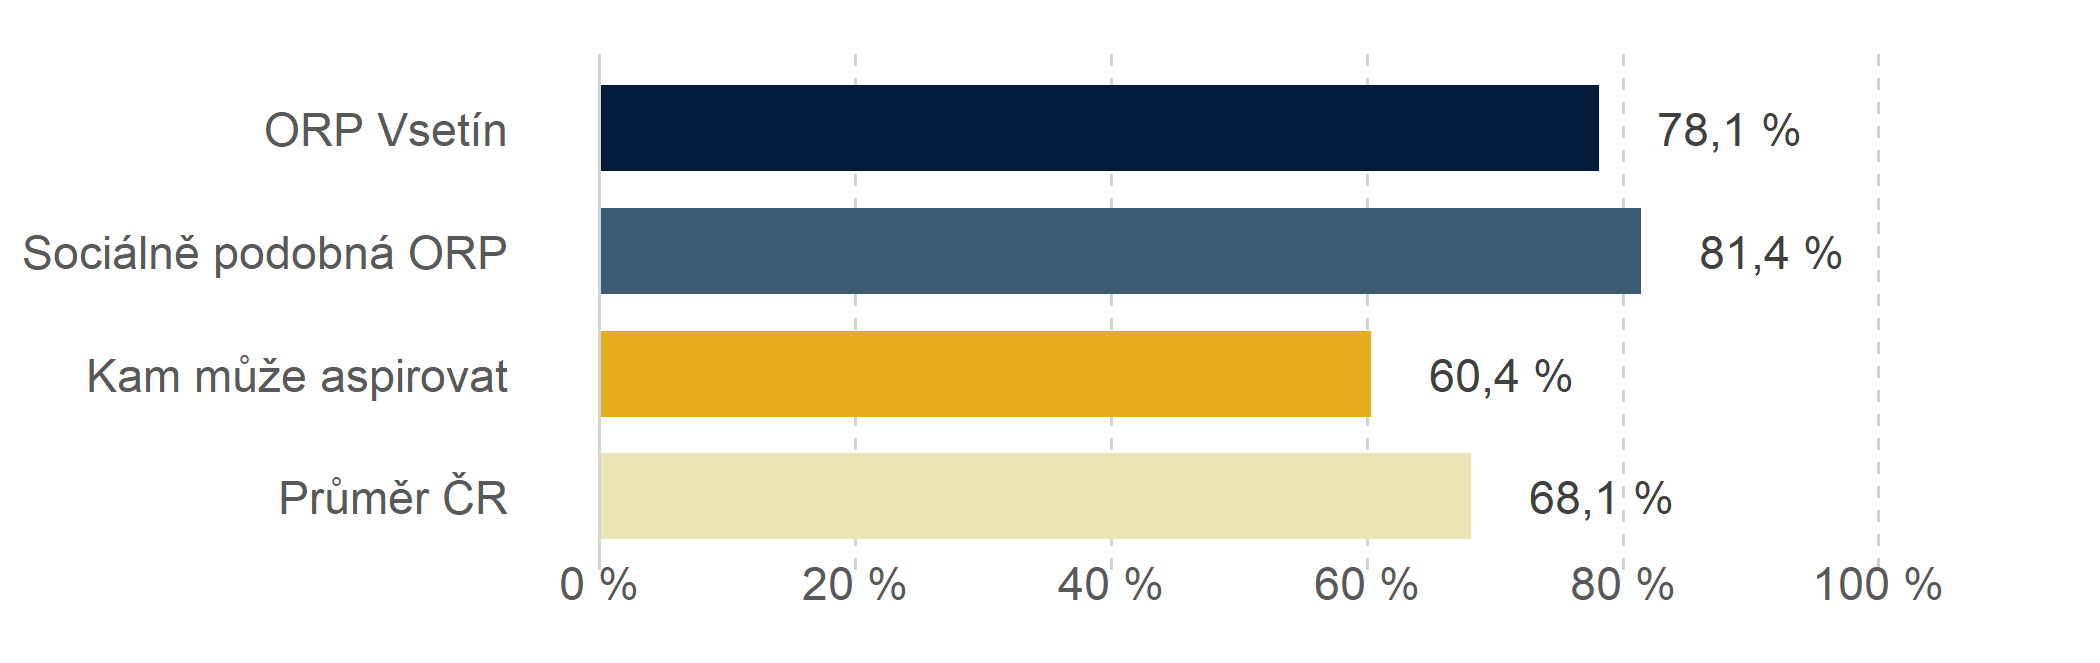 ORP Vsetín 78,1 %
Sociálně podobná ORP 81,4 %
Kam může aspirovat 60,4 %
Průměr ČR 68,1 %
0 % 20 % 40 % 60 % 80 % 100 %